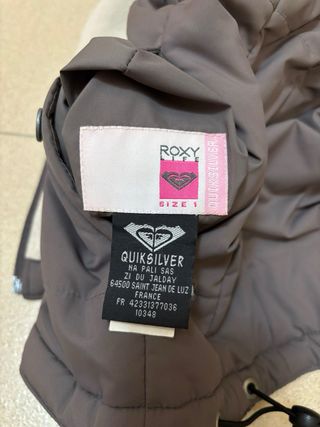 ROXY
LIFE
SIZE 1
QUIKSILVER
QUIKSILVER
NA PALI SAS
ZI DU JALDAY
64500 SAINT JEAN DE LUZ
FRANCE
FR 42331377036
10348